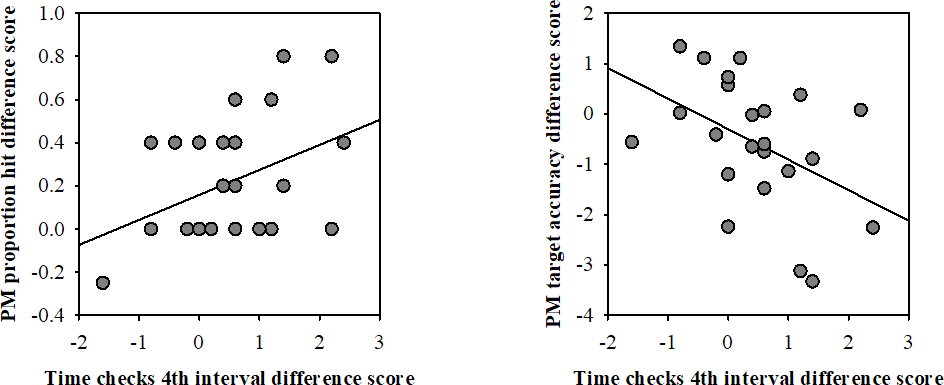 PM proportion hit difference score
1.0
0.8
0.6
0.4
0.2
0.0
-0.2
-0.4
-2 -1 0 1 2 3
Time checks 4th interval difference score
PM target accuracy difference score
2
1
0
-1
-2
-3
-4
-2 -1 0 1 2 3
Time checks 4th interval difference score